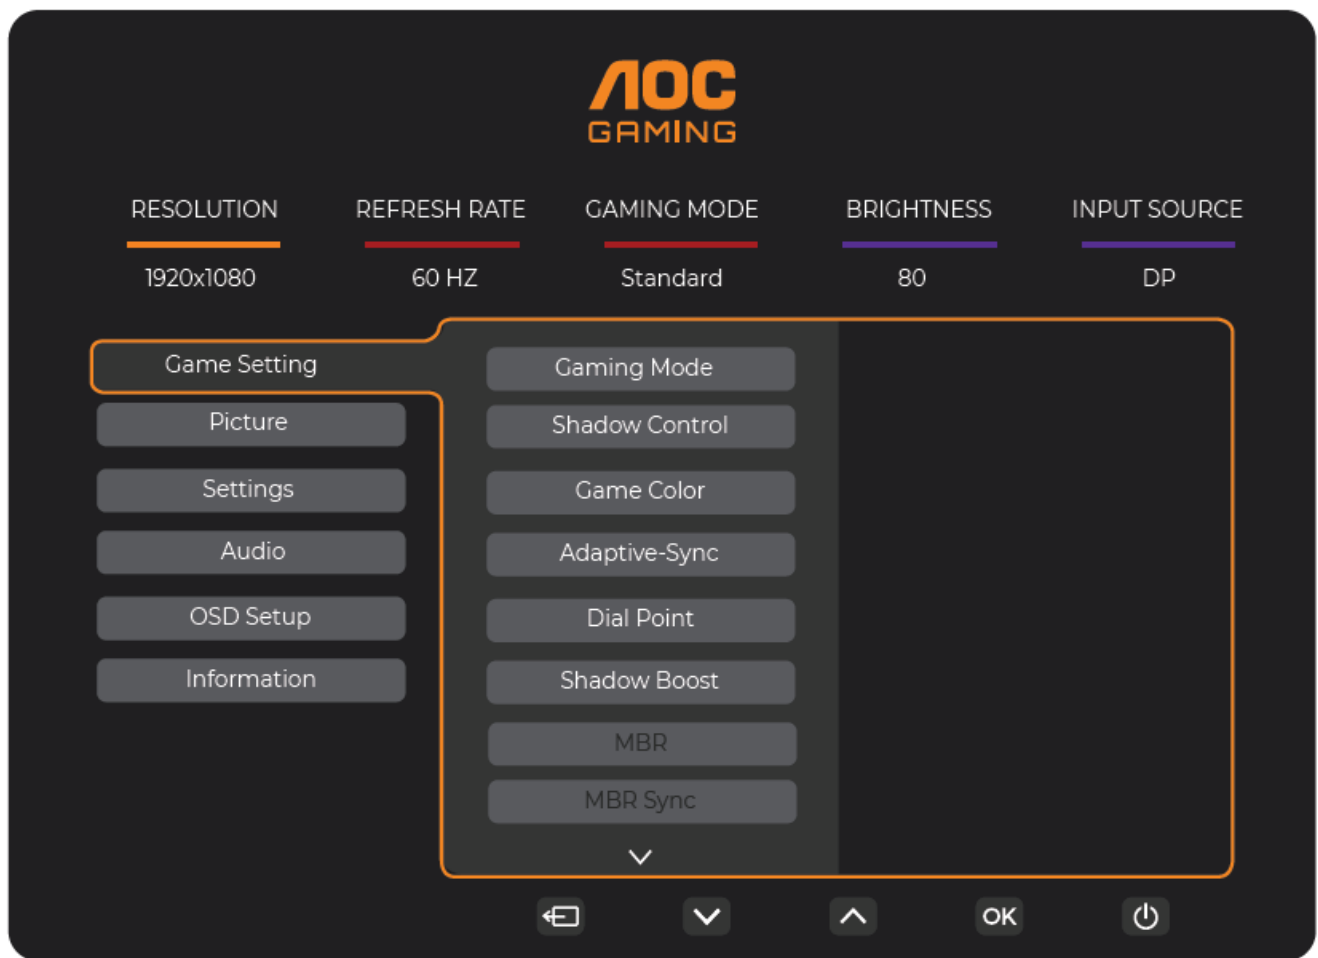 AOC
GAMING
RESOLUTION REFRESH RATE GAMING MODE BRIGHTNESS INPUT SOURCE
1920x1080 60 HZ Standard 80 DP
Game Setting
Picture
Settings
Audio
OSD Setup
Information
Gaming Mode
Shadow Control
Game Color
Adaptive-Sync
Dial Point
Shadow Boost
MBR
MBR Sync
OK